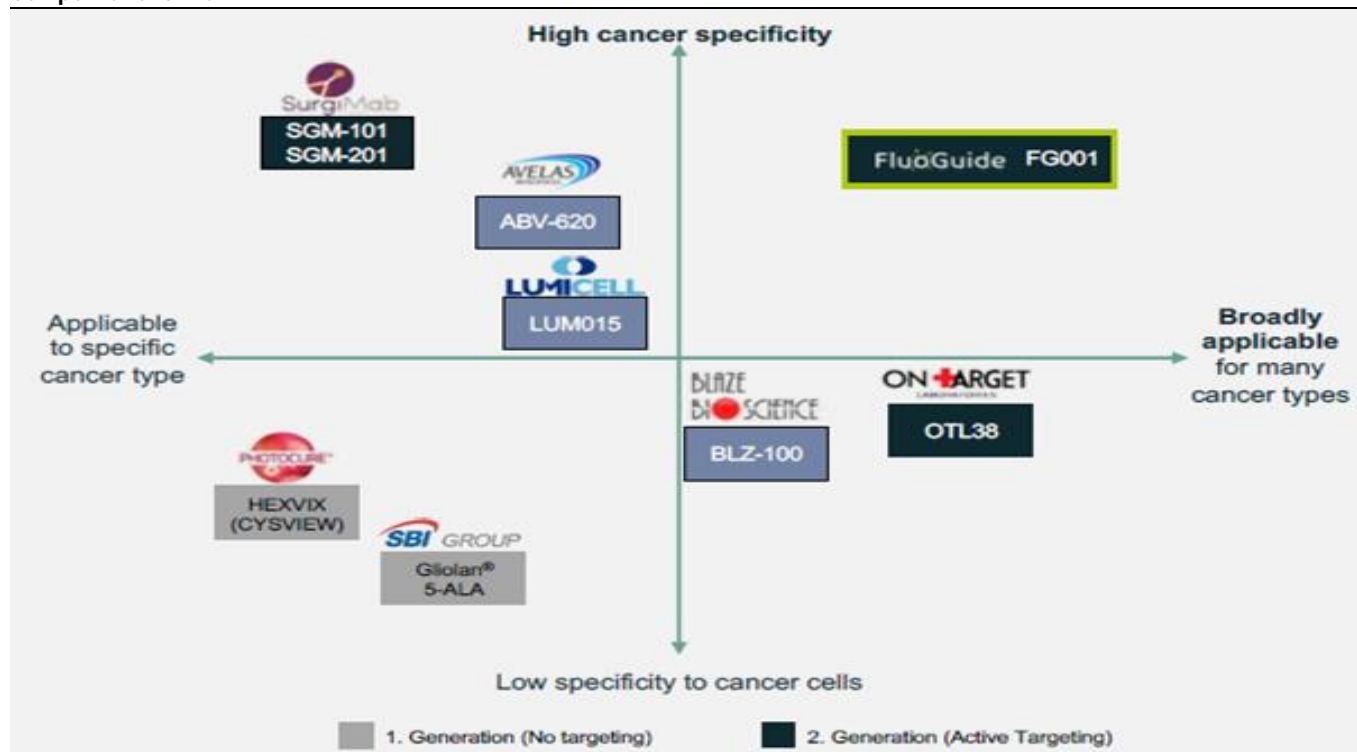 High cancer specificity
SurgiMab
SGM-101
SGM-201
AVELAS
ABV-620
FluoGuide FG001
LUMICELL
LUM015
Applicable
to specific
cancer type
Broadly
applicable
for many
cancer types
BLAZE
BIOSCIENCE
BLZ-100
ON TARGET
LABORATORIES
OTL38
PHOTOCURE
HEXVIX
(CYSVIEW)
SBI GROUP
Gliolan®
5-ALA
Low specificity to cancer cells
1. Generation (No targeting)
2. Generation (Active Targeting)